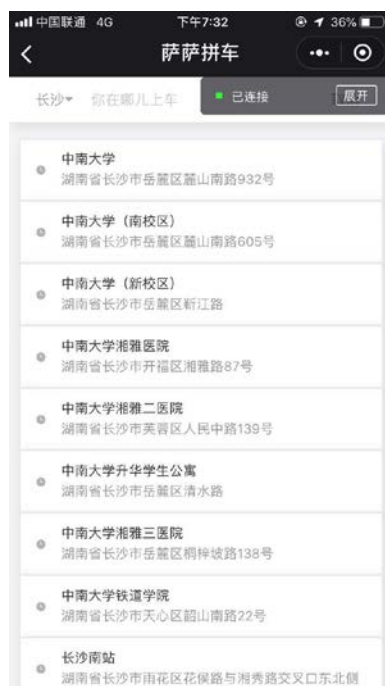 中国联通 4G 下午7:32 36%
萨萨拼车
长沙 你在哪儿上车 已连接 展开
中南大学
湖南省长沙市岳麓区麓山南路932号
中南大学(南校区)
湖南省长沙市岳麓区麓山南路605号
中南大学(新校区)
湖南省长沙市岳麓区靳江路
中南大学湘雅医院
湖南省长沙市开福区湘雅路87号
中南大学湘雅二医院
湖南省长沙市芙蓉区人民中路139号
中南大学升华学生公寓
湖南省长沙市岳麓区清水路
中南大学湘雅三医院
湖南省长沙市岳麓区桐梓坡路138号
中南大学铁道学院
湖南省长沙市天心区韶山南路22号
长沙南站
湖南省长沙市雨花区花侯路与湘秀路交叉口东北侧